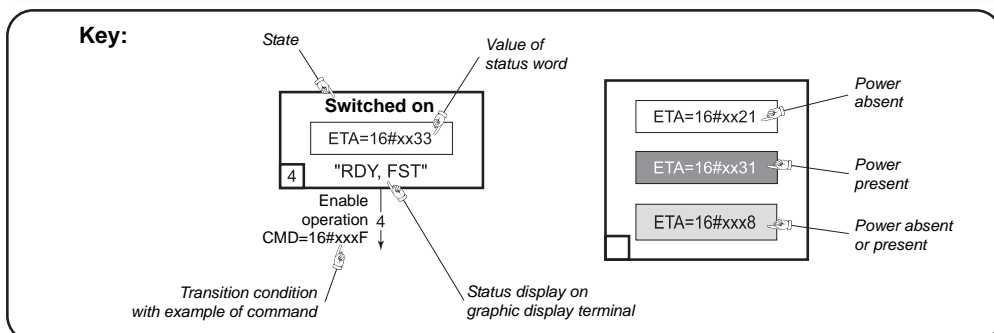 Key:
State
Value of
status word
Switched on
ETA=16#xx33
4
"RDY, FST"
Enable
operation 4
CMD=16#xxxF
Transition condition
with example of command
Status display on
graphic display terminal
ETA=16#xx21
Power
absent
ETA=16#xx31
Power
present
ETA=16#xxx8
Power absent
or present